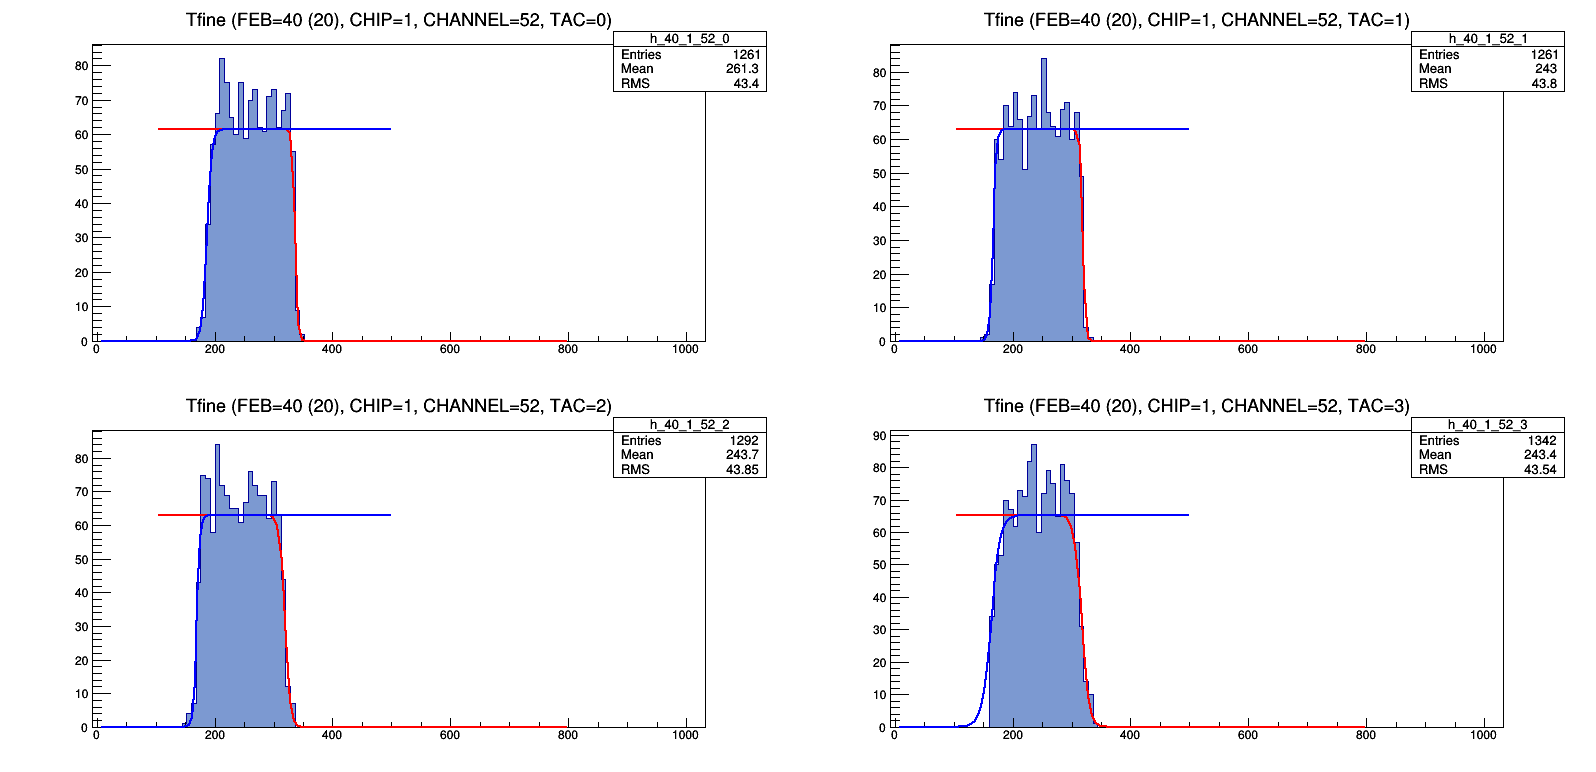 Tfine (FEB=40 (20), CHIP=1, CHANNEL=52, TAC=0)
h_40_1_52_0
Entries 1261
Mean 261.3
RMS 43.4
80
70
60
50
40
30
20
10
0
0 200 400 600 800 1000
Tfine (FEB=40 (20), CHIP=1, CHANNEL=52, TAC=1)
h_40_1_52_1
Entries 1261
Mean 243
RMS 43.8
80
70
60
50
40
30
20
10
0
0 200 400 600 800 1000
Tfine (FEB=40 (20), CHIP=1, CHANNEL=52, TAC=2)
h_40_1_52_2
Entries 1292
Mean 243.7
RMS 43.85
80
70
60
50
40
30
20
10
0
0 200 400 600 800 1000
Tfine (FEB=40 (20), CHIP=1, CHANNEL=52, TAC=3)
h_40_1_52_3
Entries 1342
Mean 243.4
RMS 43.54
90
80
70
60
50
40
30
20
10
0
0 200 400 600 800 1000